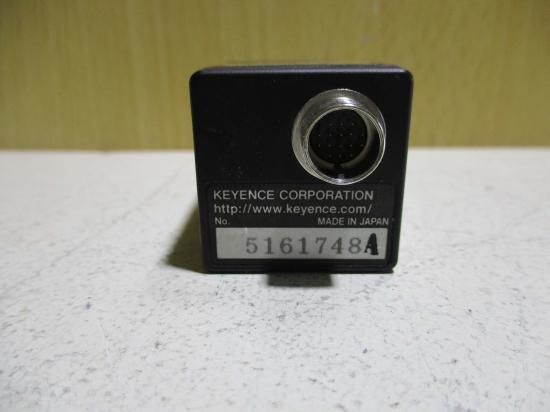 KEYENCE CORPORATION
http://www.keyence.com/
No. MADE IN JAPAN
5161748A